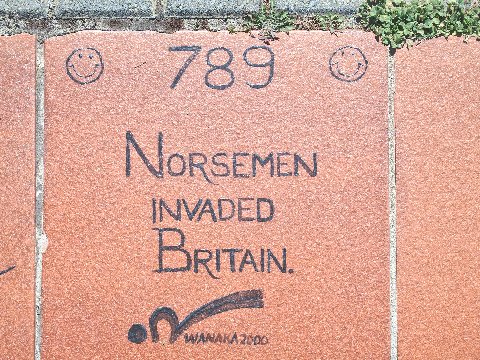 789
NORSEMEN
INVADED
BRITAIN.
WANAKA 2000